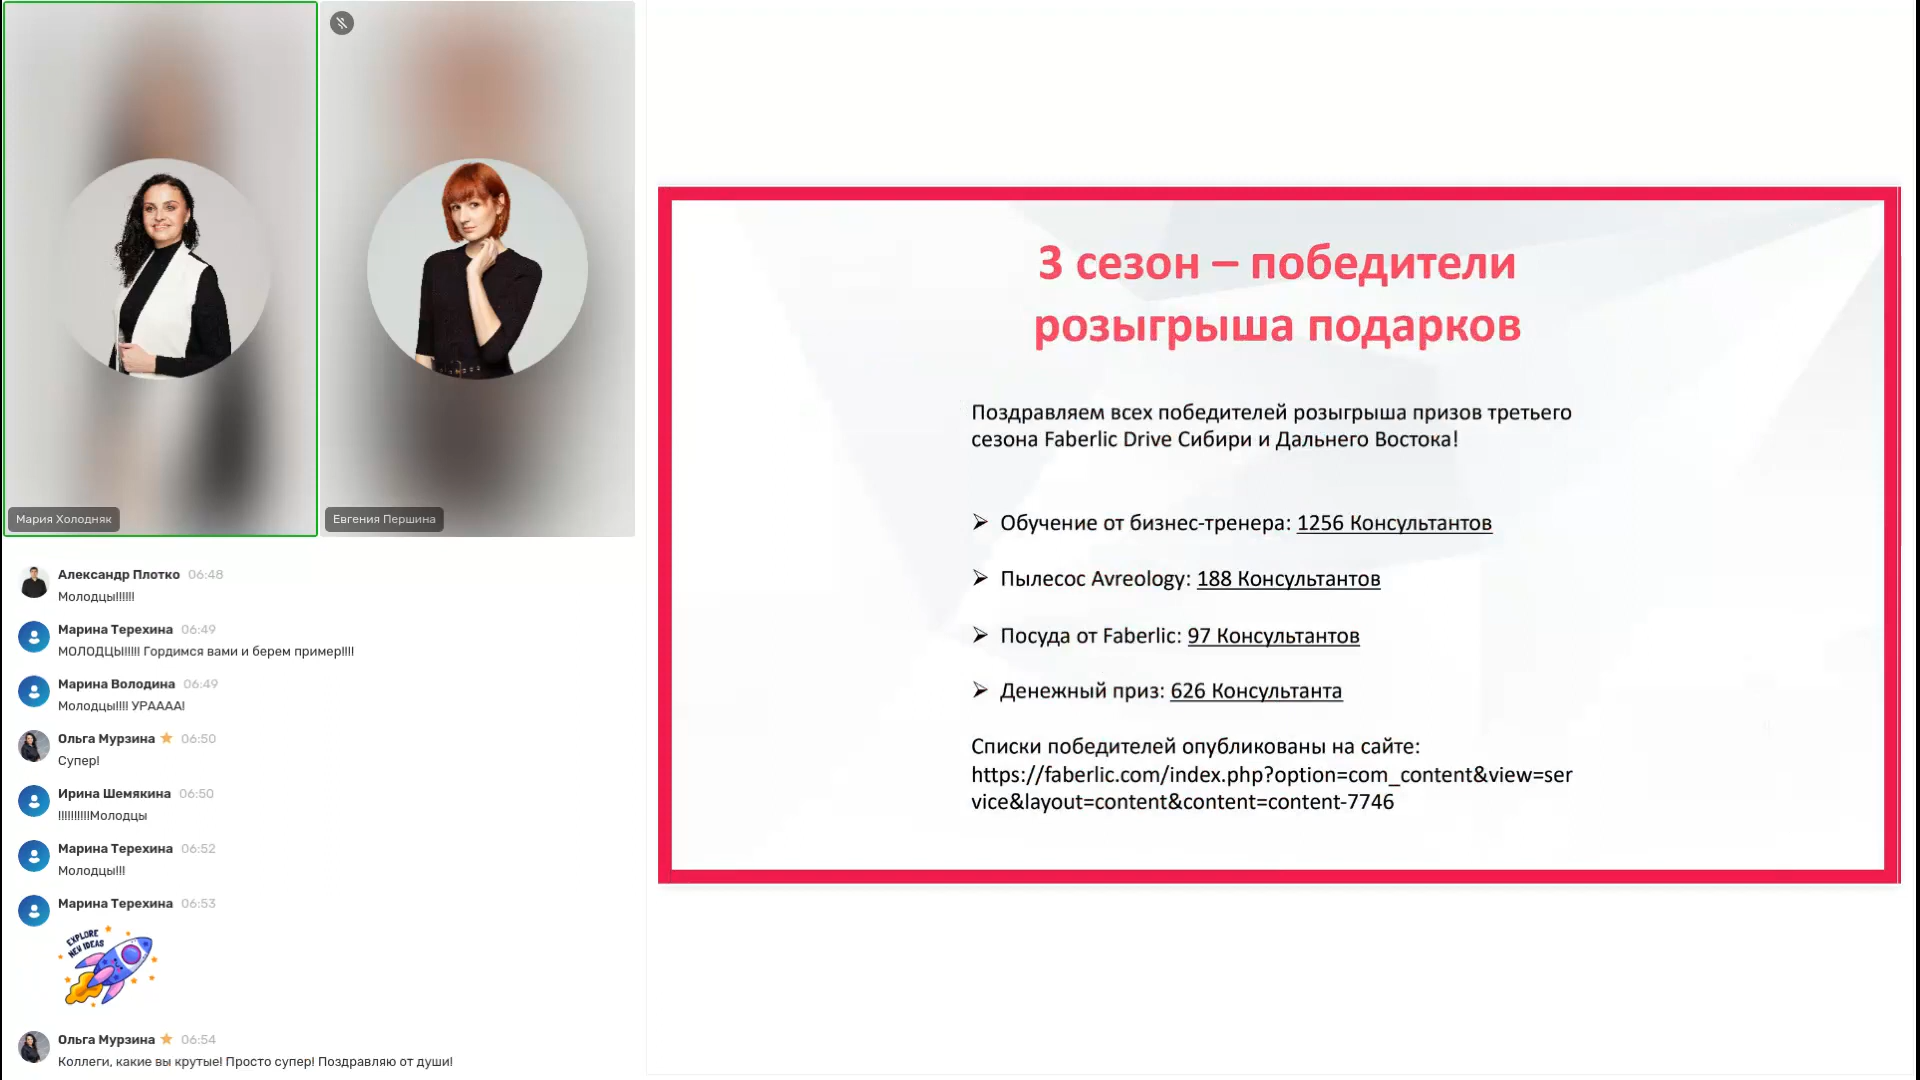 Мария Холодняк
Евгения Першина
Александр Плотко 06:48
Молодцы!!!!!!
Марина Терехина 06:49
МОЛОДЦЫ!!!!! Гордимся вами и берем пример!!!!
Марина Володина 06:49
Молодцы!!!! УРАААА!
Ольга Мурзина 06:50
Супер!
Ирина Шемякина 06:50
!!!!!!!!!!Молодцы
Марина Терехина 06:52
Молодцы!!!
Марина Терехина 06:53
EXPLORE
NEW IDEAS
Ольга Мурзина 06:54
Коллеги, какие вы крутые! Просто супер! Поздравляю от души!
3 сезон – победители
розыгрыша подарков
Поздравляем всех победителей розыгрыша призов третьего
сезона Faberlic Drive Сибири и Дальнего Востока!
Обучение от бизнес-тренера: 1256 Консультантов
Пылесос Avreology: 188 Консультантов
Посуда от Faberlic: 97 Консультантов
Денежный приз: 626 Консультанта
Списки победителей опубликованы на сайте:
https://faberlic.com/index.php?option=com_content&view=ser
vice&layout=content&content=content-7746